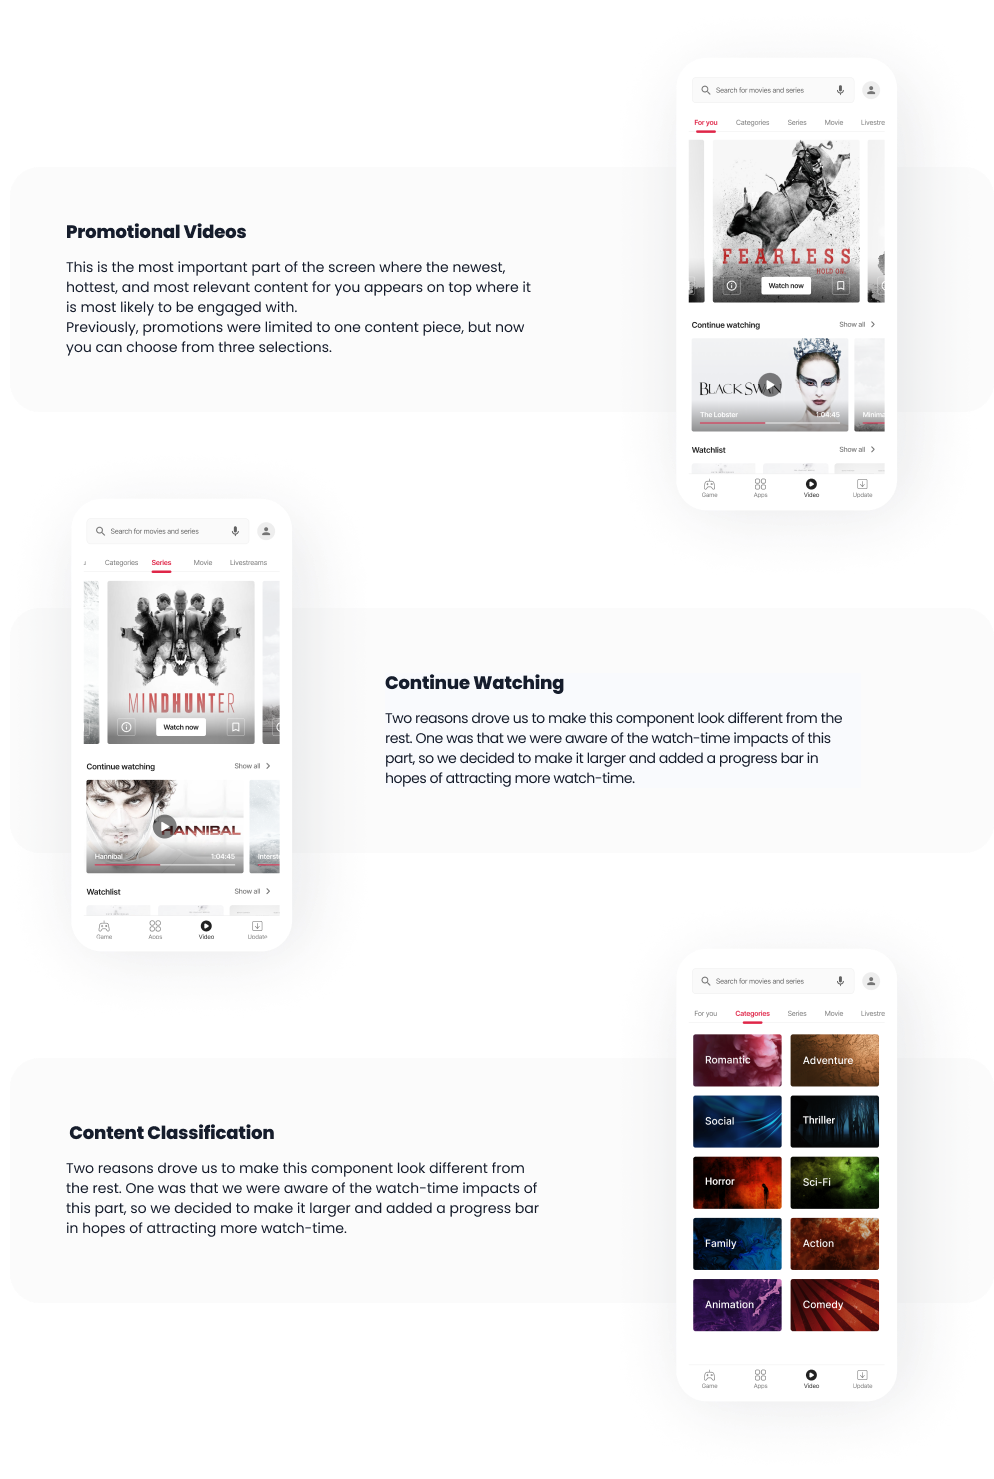 Search for movies and series
For you Categories Series Movie Livestre
FEARLESS
HOLD ON.
Watch now
Continue watching Show all
BLACK SWAN
The Lobster 1:04:45
Minima
Watchlist Show all
Game Apps Video Update
Promotional Videos
This is the most important part of the screen where the newest,
hottest, and most relevant content for you appears on top where it
is most likely to be engaged with.
Previously, promotions were limited to one content piece, but now
you can choose from three selections.
Search for movies and series
Categories Series Movie Livestreams
MINDHUNTER
Watch now
Continue watching Show all
HANNIBAL
Hannibal 1:04:45
Interste
Watchlist Show all
Game Apps Video Update
Continue Watching
Two reasons drove us to make this component look different from the
rest. One was that we were aware of the watch-time impacts of this
part, so we decided to make it larger and added a progress bar in
hopes of attracting more watch-time.
Content Classification
Two reasons drove us to make this component look different from
the rest. One was that we were aware of the watch-time impacts of
this part, so we decided to make it larger and added a progress bar
in hopes of attracting more watch-time.
Search for movies and series
For you Categories Series Movie Livestre
Romantic Adventure
Social Thriller
Horror Sci-Fi
Family Action
Animation Comedy
Game Apps Video Update